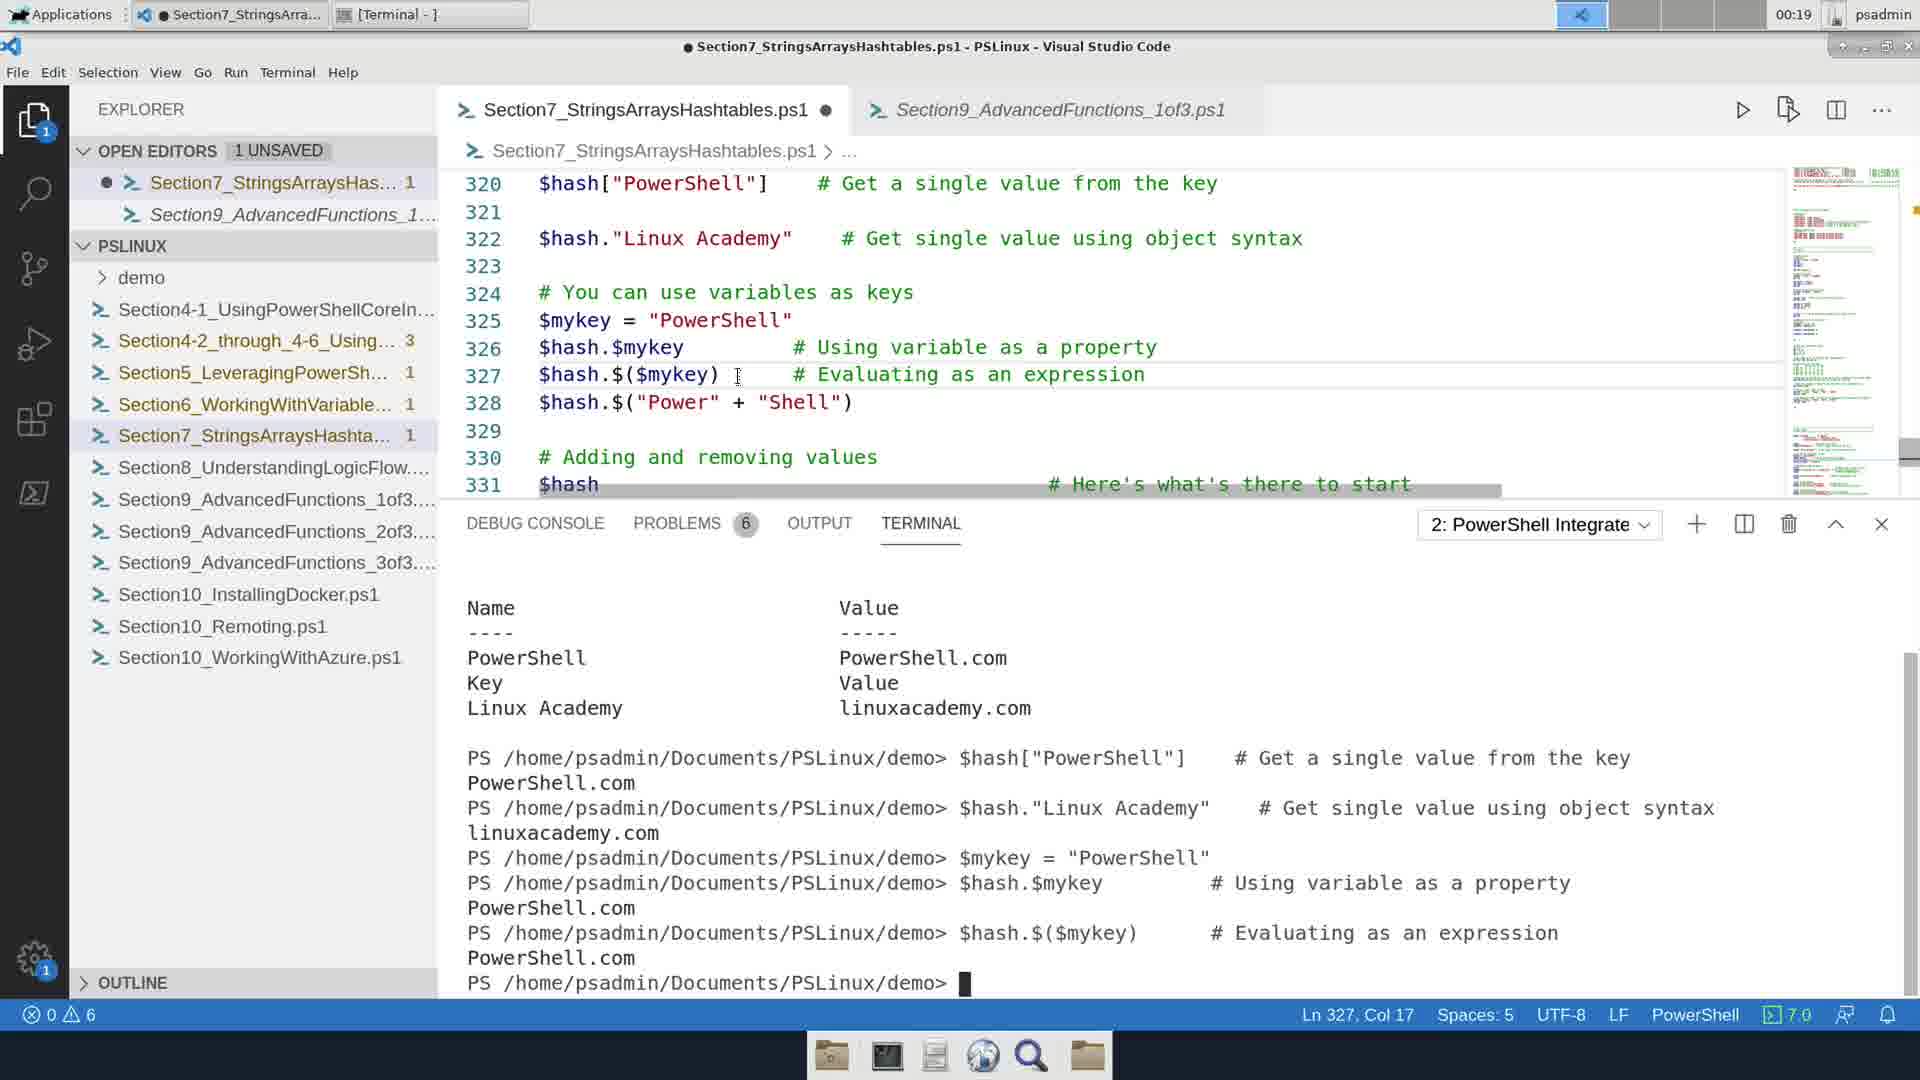 Applications
Section7_StringsArra...
[Terminal - ]
00:19
psadmin
● Section7_StringsArraysHashtables.ps1 - PSLinux - Visual Studio Code
File Edit Selection View Go Run Terminal Help
EXPLORER
OPEN EDITORS 1 UNSAVED
Section7_StringsArraysHas... 1
Section9_AdvancedFunctions_1....
PSLINUX
demo
Section4-1_UsingPowerShellCoreIn...
Section4-2_through_4-6_Using... 3
Section5_LeveragingPowerSh... 1
Section6_WorkingWithVariable... 1
Section7_StringsArraysHashta... 1
Section8_UnderstandingLogicFlow....
Section9_AdvancedFunctions_1of3....
Section9_AdvancedFunctions_2of3....
Section9_AdvancedFunctions_3of3....
Section10_InstallingDocker.ps1
Section10_Remoting.ps1
Section10_WorkingWithAzure.ps1
OUTLINE
1
1
Section7_StringsArraysHashtables.ps1 ●
Section9_AdvancedFunctions_1of3.ps1
Section7_StringsArraysHashtables.ps1 > ...
320 $hash["PowerShell"] # Get a single value from the key
321
322 $hash."Linux Academy" # Get single value using object syntax
323
324 # You can use variables as keys
325 $mykey = "PowerShell"
326 $hash.$mykey # Using variable as a property
327 $hash.$($mykey) # Evaluating as an expression
328 $hash.$("Power" + "Shell")
329
330 # Adding and removing values
331 $hash # Here's what's there to start
DEBUG CONSOLE PROBLEMS 6 OUTPUT TERMINAL
2: PowerShell Integrate
Name Value
---- -----
PowerShell PowerShell.com
Key Value
Linux Academy linuxacademy.com
PS /home/psadmin/Documents/PSLinux/demo> $hash["PowerShell"] # Get a single value from the key
PowerShell.com
PS /home/psadmin/Documents/PSLinux/demo> $hash."Linux Academy" # Get single value using object syntax
linuxacademy.com
PS /home/psadmin/Documents/PSLinux/demo> $mykey = "PowerShell"
PS /home/psadmin/Documents/PSLinux/demo> $hash.$mykey # Using variable as a property
PowerShell.com
PS /home/psadmin/Documents/PSLinux/demo> $hash.$($mykey) # Evaluating as an expression
PowerShell.com
PS /home/psadmin/Documents/PSLinux/demo>
0 6
Ln 327, Col 17 Spaces: 5 UTF-8 LF PowerShell 7.0